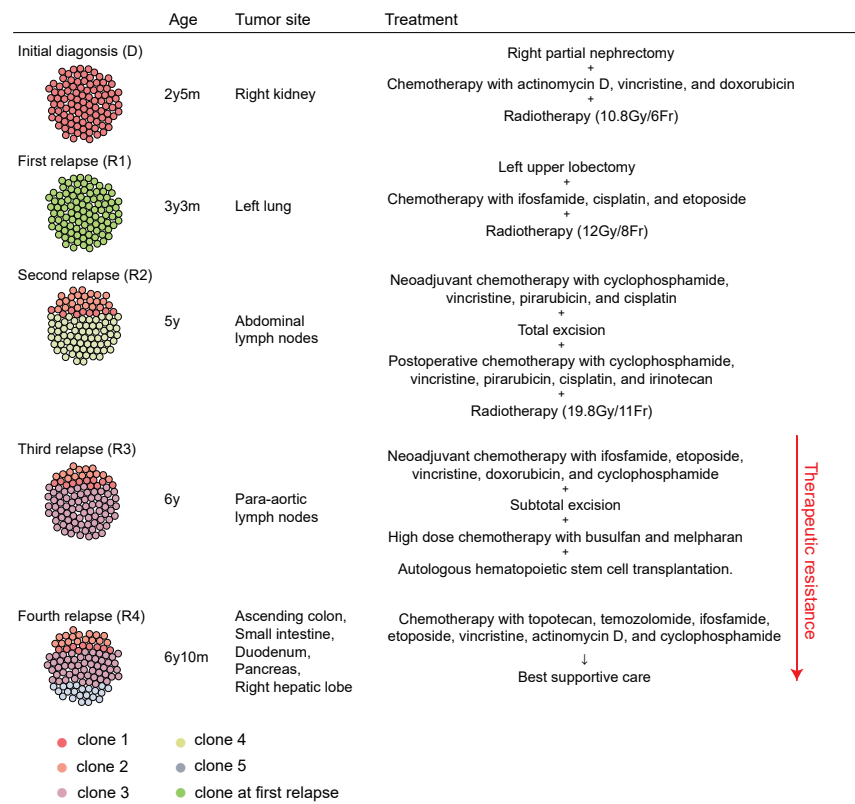 Age Tumor site Treatment
Initial diagonsis (D)
2y5m
Right kidney
Right partial nephrectomy
+
Chemotherapy with actinomycin D, vincristine, and doxorubicin
+
Radiotherapy (10.8Gy/6Fr)
First relapse (R1)
3y3m
Left lung
Left upper lobectomy
+
Chemotherapy with ifosfamide, cisplatin, and etoposide
+
Radiotherapy (12Gy/8Fr)
Second relapse (R2)
5y
Abdominal
lymph nodes
Neoadjuvant chemotherapy with cyclophosphamide,
vincristine, pirarubicin, and cisplatin
+
Total excision
+
Postoperative chemotherapy with cyclophosphamide,
vincristine, pirarubicin, cisplatin, and irinotecan
+
Radiotherapy (19.8Gy/11Fr)
Third relapse (R3)
6y
Para-aortic
lymph nodes
Neoadjuvant chemotherapy with ifosfamide, etoposide,
vincristine, doxorubicin, and cyclophosphamide
+
Subtotal excision
+
High dose chemotherapy with busulfan and melpharan
+
Autologous hematopoietic stem cell transplantation.
Fourth relapse (R4)
6y10m
Ascending colon,
Small intestine,
Duodenum,
Pancreas,
Right hepatic lobe
Chemotherapy with topotecan, temozolomide, ifosfamide,
etoposide, vincristine, actinomycin D, and cyclophosphamide
↓
Best supportive care
Therapeutic resistance
clone 1
clone 2
clone 3
clone 4
clone 5
clone at first relapse